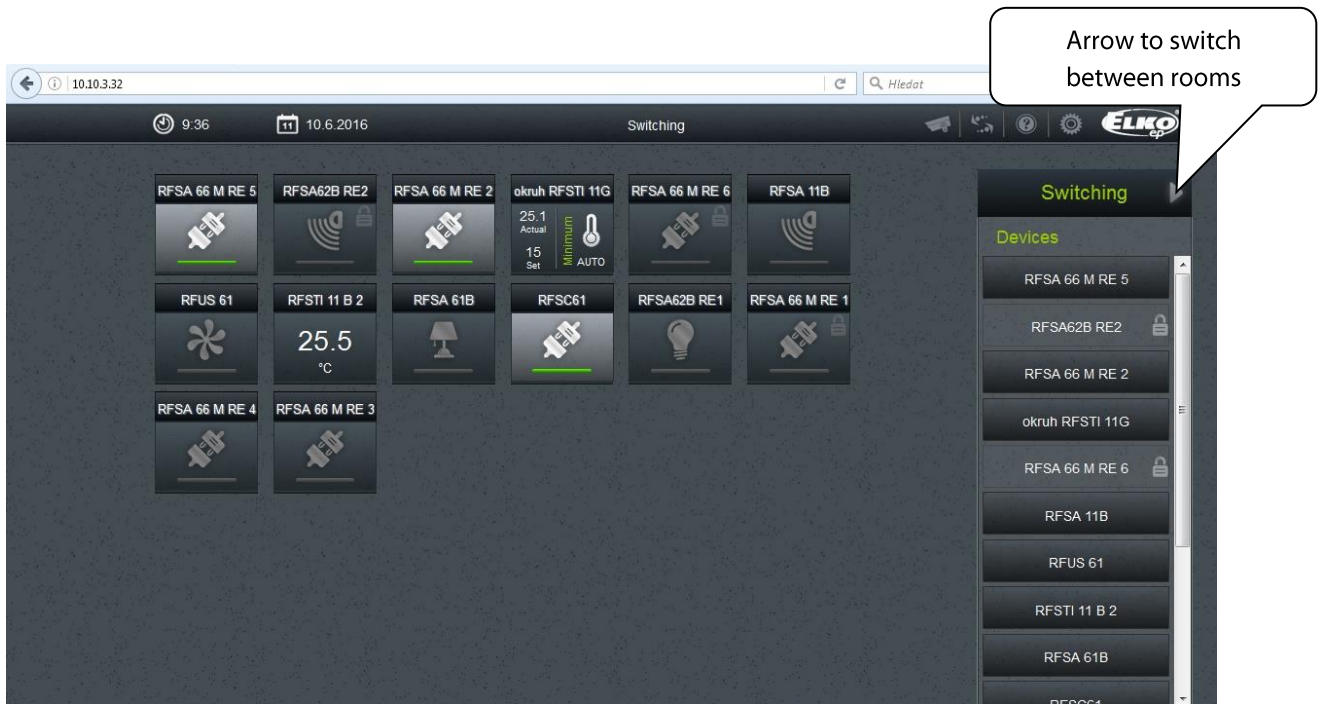 Arrow to switch
between rooms
10.10.3.32
Hledat
9:36
11
10.6.2016
Switching
ELKO
ep
RFSA 66 M RE 5
RFSA62B RE2
RFSA 66 M RE 2
okruh RFSTI 11G
RFSA 66 M RE 6
RFSA 11B
25.1
Actual
15
Set
Minimum
AUTO
RFUS 61
RFSTI 11 B 2
RFSA 61B
RFSC61
RFSA62B RE1
RFSA 66 M RE 1
25.5
°C
RFSA 66 M RE 4
RFSA 66 M RE 3
Switching
Devices
RFSA 66 M RE 5
RFSA62B RE2
RFSA 66 M RE 2
okruh RFSTI 11G
RFSA 66 M RE 6
RFSA 11B
RFUS 61
RFSTI 11 B 2
RFSA 61B
RFSC61